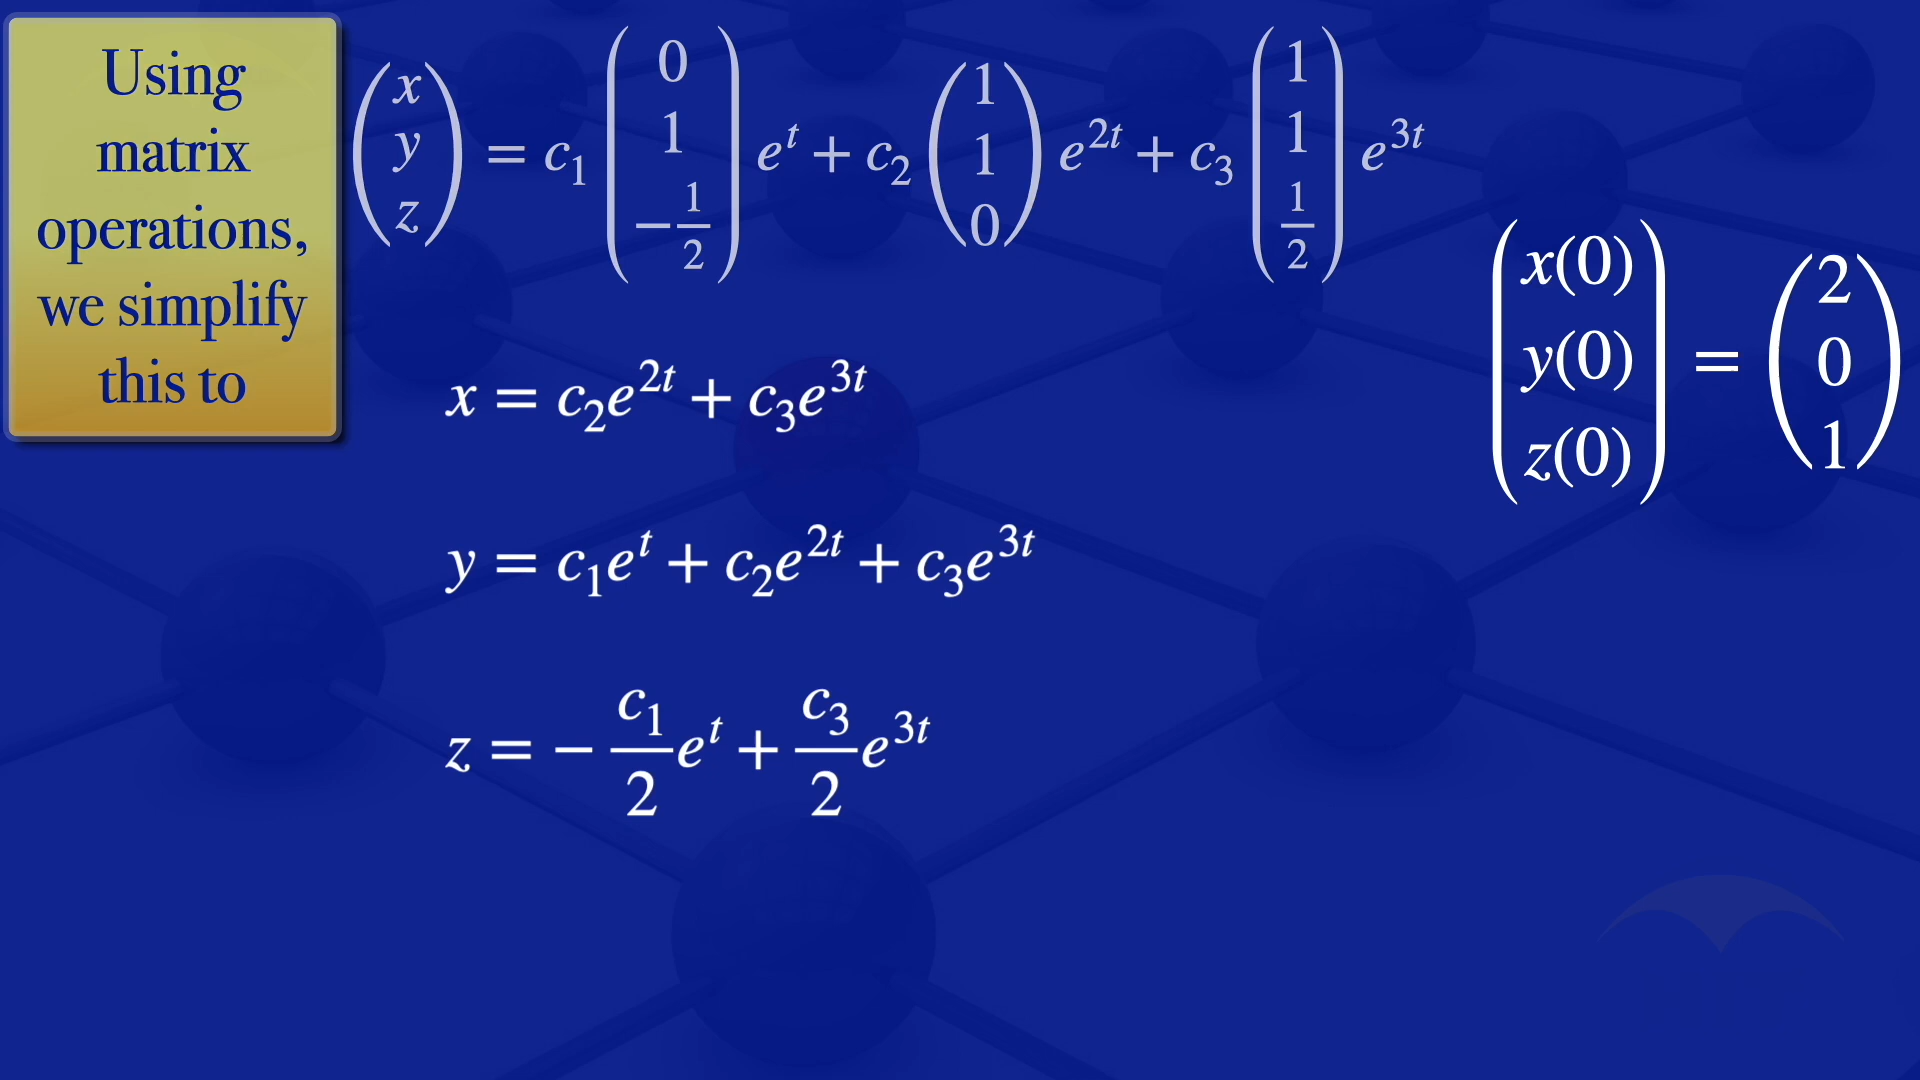 Using
matrix
operations,
we simplify
this to
(x y z) = c₁ (0 1 −1/2) eᵗ + c₂ (1 1 0) e²ᵗ + c₃ (1 1 1/2) e³ᵗ
(x(0) y(0) z(0)) = (2 0 1)
x = c₂e²ᵗ + c₃e³ᵗ
y = c₁eᵗ + c₂e²ᵗ + c₃e³ᵗ
z = − c₁/2 eᵗ + c₃/2 e³ᵗ